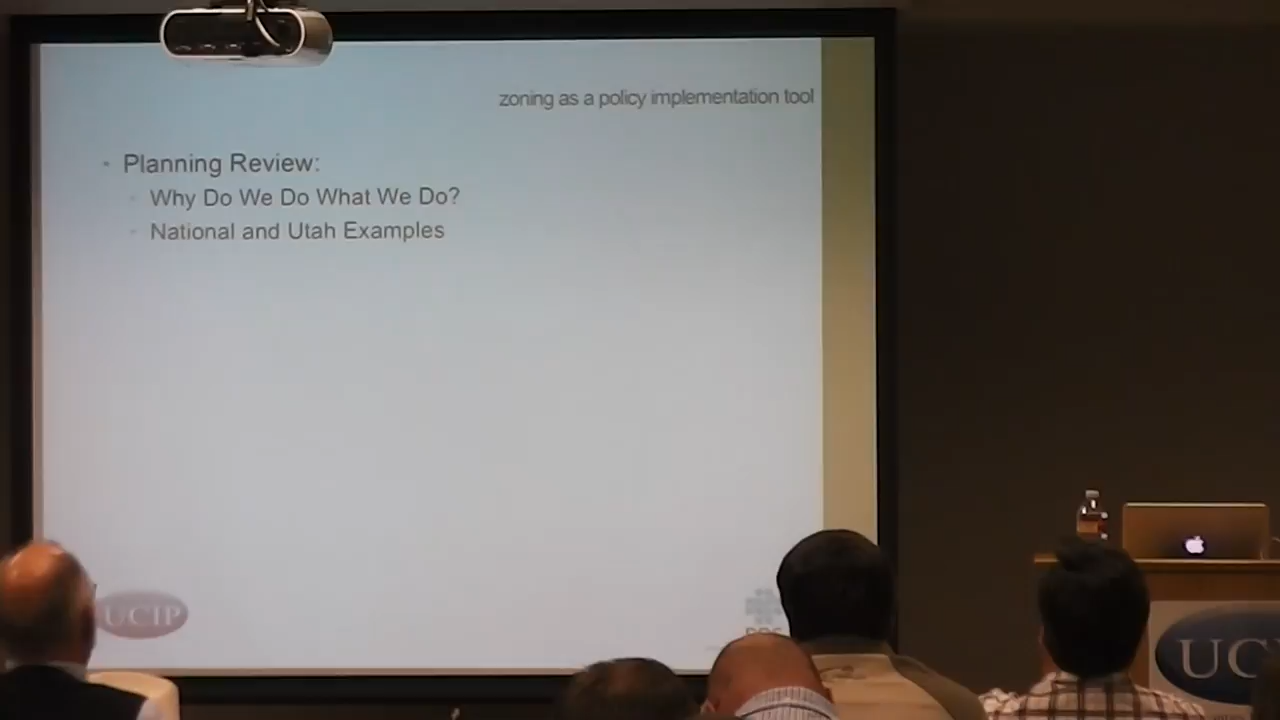 zoning as a policy implementation tool
Planning Review:
Why Do We Do What We Do?
National and Utah Examples
UCIP
UC